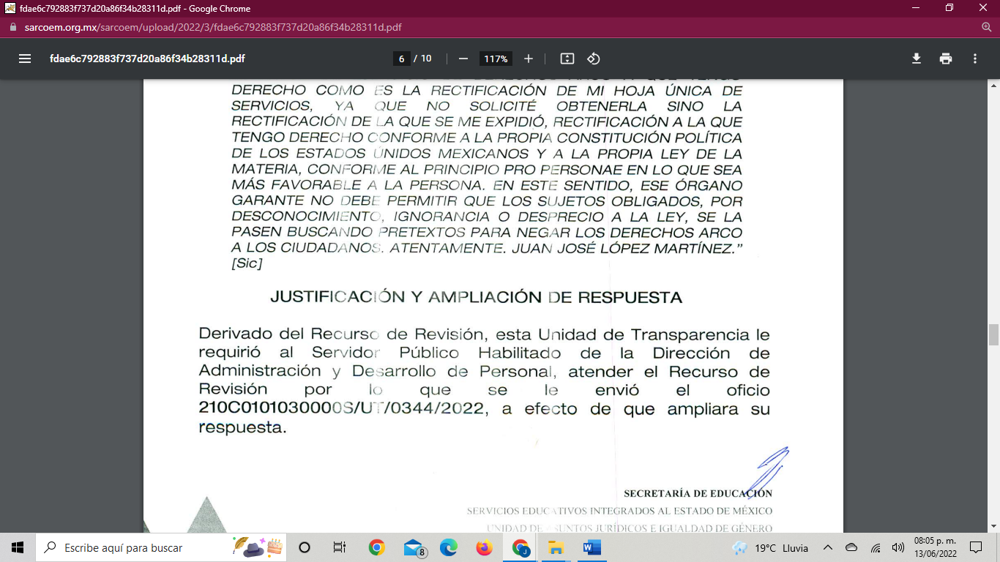 fdae6c792883f737d20a86f34b28311d.pdf - Google Chrome
sarcoem.org.mx/sarcoem/upload/2022/3/fdae6c792883f737d20a86f34b28311d.pdf
fdae6c792883f737d20a86f34b28311d.pdf
6 / 10
117%
DERECHO COMO ES LA RECTIFICACIÓN DE MI HOJA ÚNICA DE
SERVICIOS, YA QUE NO SOLICITÉ OBTENERLA SINO LA
RECTIFICACIÓN DE LA QUE SE ME EXPIDIÓ, RECTIFICACIÓN A LA QUE
TENGO DERECHO CONFORME A LA PROPIA CONSTITUCIÓN POLÍTICA
DE LOS ESTADOS ÚNIDOS MEXICANOS Y A LA PROPIA LEY DE LA
MATERIA, CONFORME AL PRINCIPIO PRO PERSONAE EN LO QUE SEA
MÁS FAVORABLE A LA PERSONA. EN ESTE SENTIDO, ESE ÓRGANO
GARANTE NO DEBE PERMITIR QUE LOS SUJETOS OBLIGADOS, POR
DESCONOCIMIENTO, IGNORANCIA O DESPRECIO A LA LEY, SE LA
PASEN BUSCANDO PRETEXTOS PARA NEGAR LOS DERECHOS ARCO
A LOS CIUDADANOS. ATENTAMENTE. JUAN JOSÉ LÓPEZ MARTÍNEZ.”
[Sic]
JUSTIFICACIÓN Y AMPLIACIÓN DE RESPUESTA
Derivado del Recurso de Revisión, esta Unidad de Transparencia le
requirió al Servidor Público Habilitado de la Dirección de
Administración y Desarrollo de Personal, atender el Recurso de
Revisión por lo que se le envió el oficio
210C0101030000S/UT/0344/2022, a efecto de que ampliara su
respuesta.
SECRETARÍA DE EDUCACIÓN
SERVICIOS EDUCATIVOS INTEGRADOS AL ESTADO DE MÉXICO
UNIDAD DE ASUNTOS JURÍDICOS E IGUALDAD DE GÉNERO
Escribe aquí para buscar
8
J
19°C Lluvia
08:05 p. m.
13/06/2022